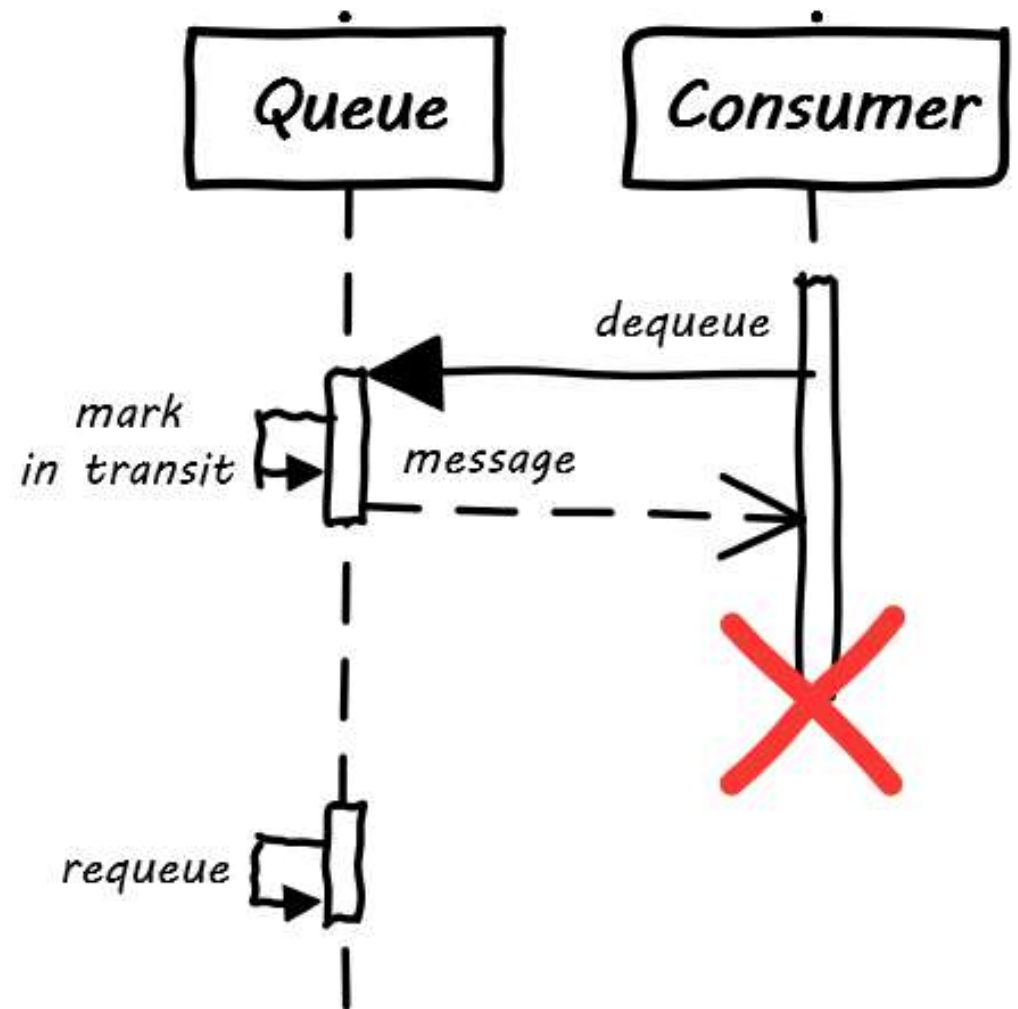 Queue
Consumer
dequeue
mark
in transit
message
requeue